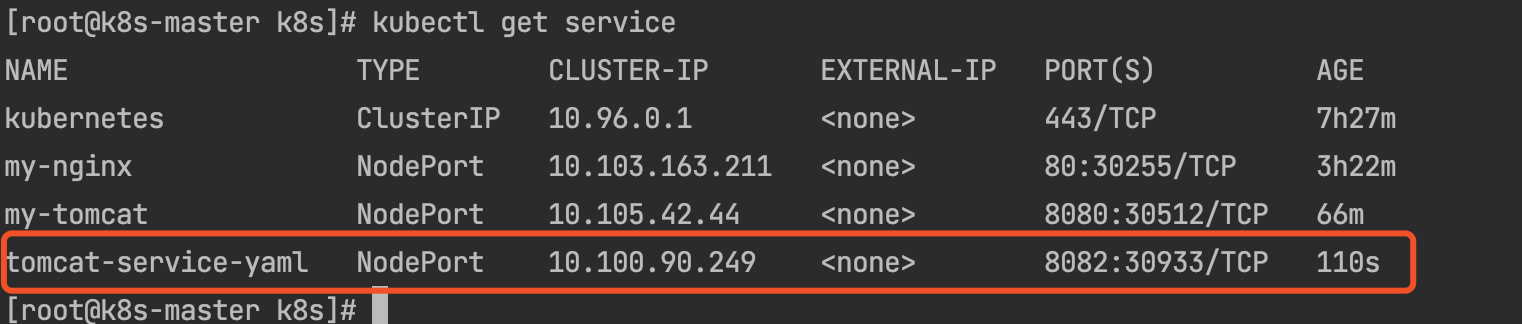 [root@k8s-master k8s]# kubectl get service
NAME TYPE CLUSTER-IP EXTERNAL-IP PORT(S) AGE
kubernetes ClusterIP 10.96.0.1 <none> 443/TCP 7h27m
my-nginx NodePort 10.103.163.211 <none> 80:30255/TCP 3h22m
my-tomcat NodePort 10.105.42.44 <none> 8080:30512/TCP 66m
tomcat-service-yaml NodePort 10.100.90.249 <none> 8082:30933/TCP 110s
[root@k8s-master k8s]#